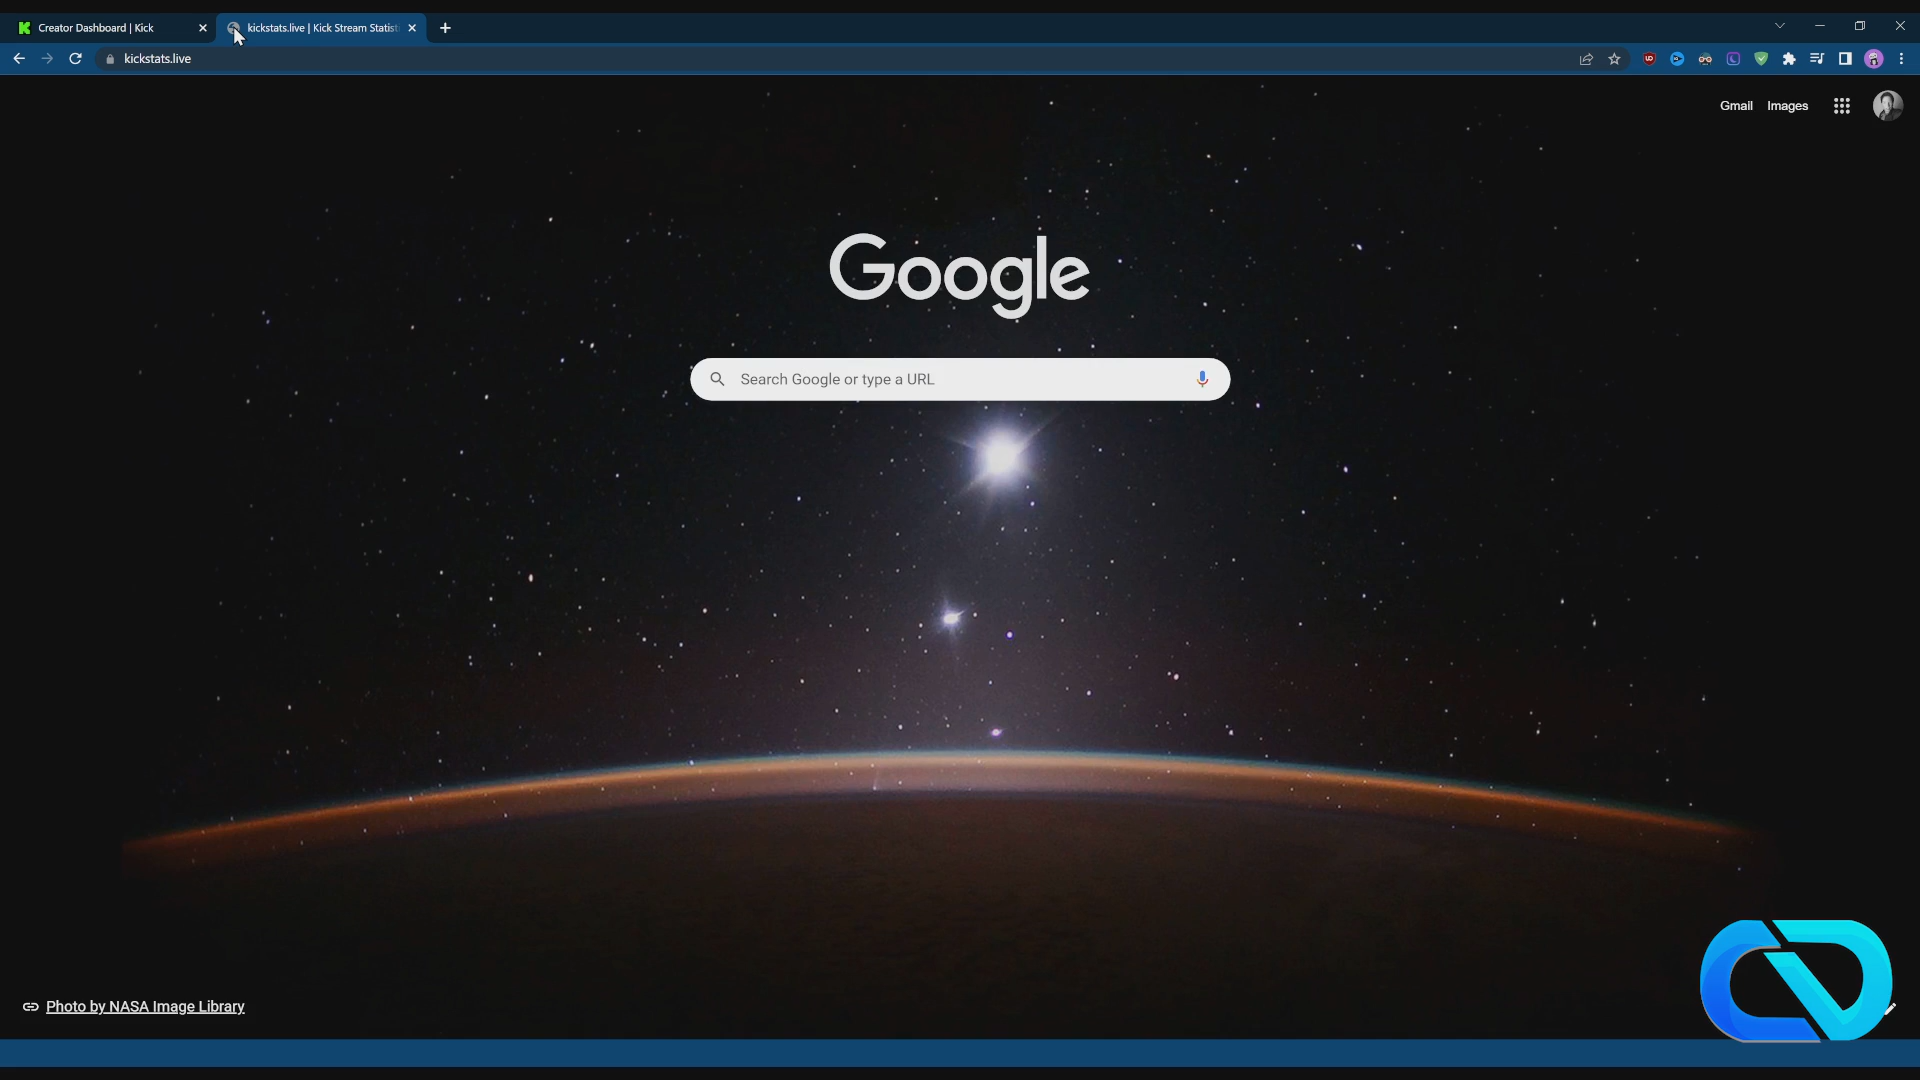 Creator Dashboard | Kick
kickstats.live | Kick Stream Statist
kickstats.live
Gmail Images
Google
Search Google or type a URL
Photo by NASA Image Library